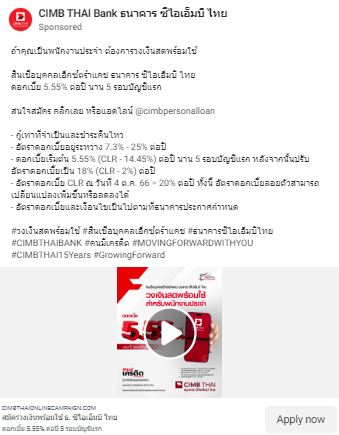 CIMB THAI Bank ธนาคาร ซีไอเอ็มบี ไทย
Sponsored
ถ้าคุณเป็นพนักงานประจำ ต้องการวงเงินสดพร้อมใช้
สินเชื่อบุคคลเอ็กซ์ตร้าแคช ธนาคาร ซีไอเอ็มบี ไทย
ดอกเบี้ย 5.55% ต่อปี นาน 5 รอบบัญชีแรก
สนใจสมัคร คลิกเลย หรือแอดไลน์ @cimbpersonalloan
- กู้เท่าที่จำเป็นและชำระคืนไหว
- อัตราดอกเบี้ยอยู่ระหว่าง 7.3% - 25% ต่อปี
- ดอกเบี้ยเริ่มต้น 5.55% (CLR - 14.45%) ต่อปี นาน 5 รอบบัญชีแรก หลังจากนั้นปรับ
อัตราดอกเบี้ยเป็น 18% (CLR - 2%) ต่อปี
- อัตราดอกเบี้ย CLR ณ วันที่ 4 ต.ค. 66 = 20% ต่อปี ทั้งนี้ อัตราดอกเบี้ยลอยตัวสามารถ
เปลี่ยนแปลงเพิ่มขึ้นหรือลดลงได้
- อัตราดอกเบี้ยและเงื่อนไขเป็นไปตามที่ธนาคารประกาศกำหนด
#วงเงินสดพร้อมใช้ #สินเชื่อบุคคลเอ็กซ์ตร้าแคช #ธนาคารซีไอเอ็มบีไทย
#CIMBTHAIBANK #คนมีเครดิต #MOVINGFORWARDWITHYOU
#CIMBTHAI15Years #GrowingForward
วงเงินสดพร้อมใช้
สำหรับพนักงานประจำ
ดอกเบี้ย
5.5
เครดิต
CIMB THAI
CIMBTHAIONLINECAMPAIGN.COM
สมัครวงเงินพร้อมใช้ ธ. ซีไอเอ็มบี ไทย
ดอกเบี้ย 5.55% ต่อปี 5 รอบบัญชีแรก
Apply now